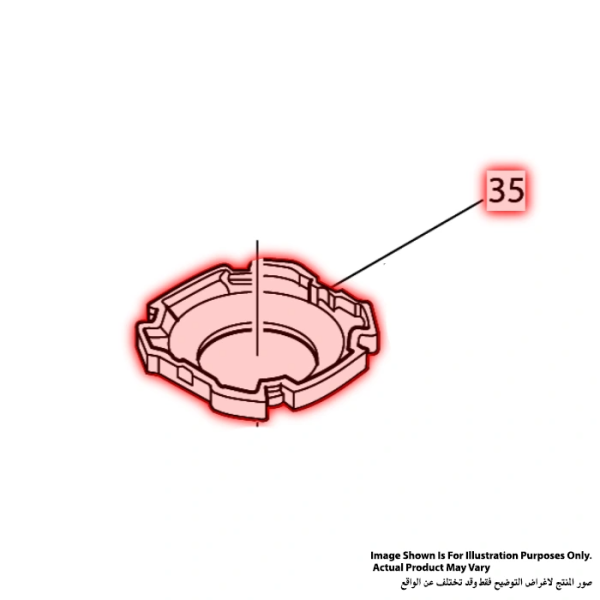 35
Image Shown Is For Illustration Purposes Only.
Actual Product May Vary
صور المنتج لاغراض التوضيح فقط وقد تختلف عن الواقع